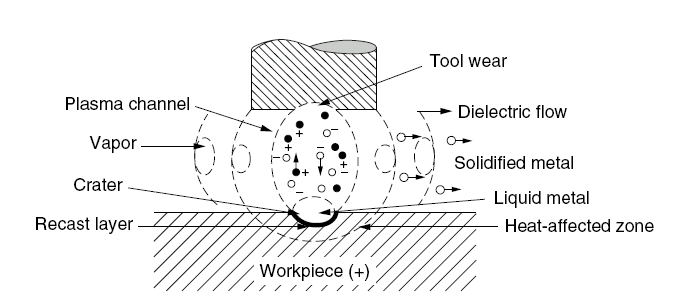 Tool wear
Plasma channel
Dielectric flow
Vapor
Solidified metal
Crater
Liquid metal
Recast layer
Heat-affected zone
Workpiece (+)